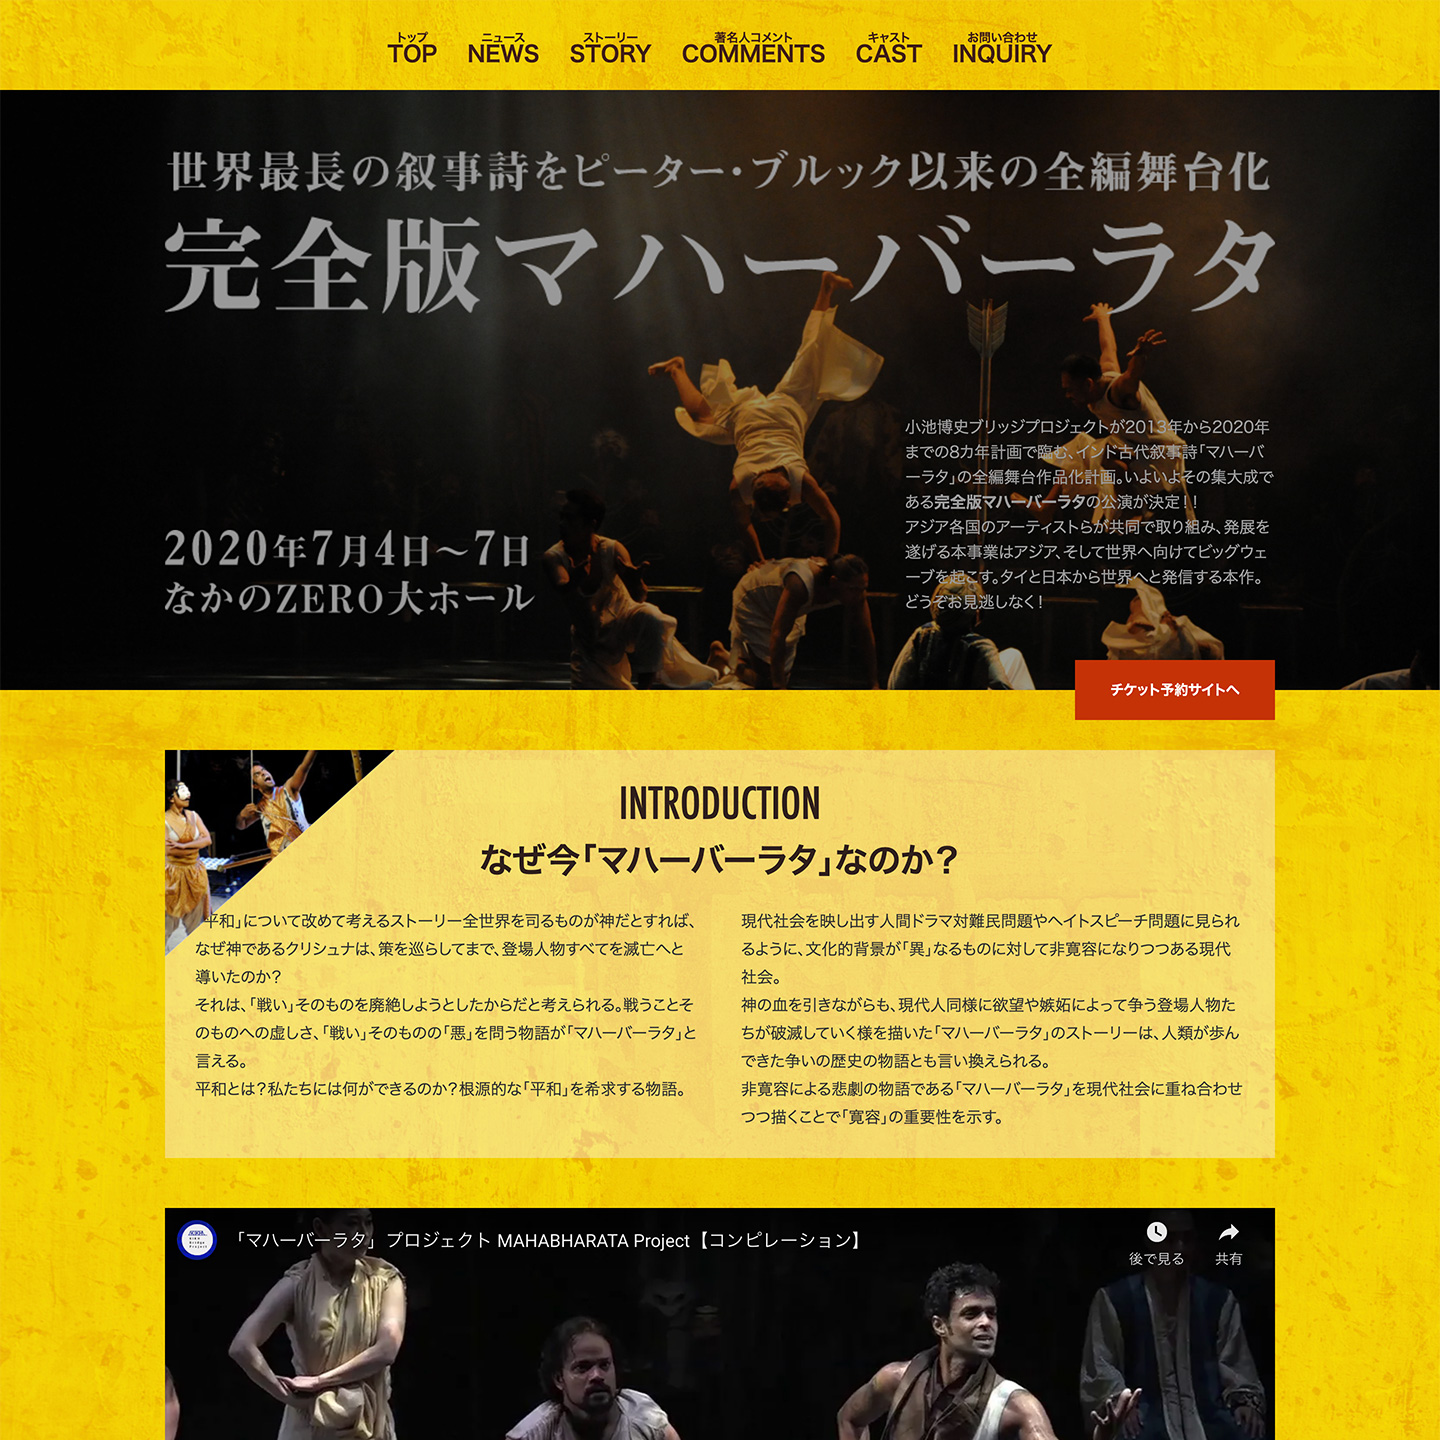 トップ
TOP
ニュース
NEWS
ストーリー
STORY
著名人コメント
COMMENTS
キャスト
CAST
お問い合わせ
INQUIRY
世界最長の叙事詩をピーター・ブルック以来の全編舞台化
完全版マハーバーラタ
小池博史ブリッジプロジェクトが2013年から2020年
までの8カ年計画で臨む、インド古代叙事詩「マハーバ
ーラタ」の全編舞台作品化計画。いよいよその集大成で
ある完全版マハーバーラタの公演が決定！！
アジア各国のアーティストらが共同で取り組み、発展を
遂げる本事業はアジア、そして世界へ向けてビッグウェ
ーブを起こす。タイと日本から世界へと発信する本作。
どうぞお見逃しなく！
2020年7月4日〜7日
なかのZERO大ホール
チケット予約サイトへ
INTRODUCTION
なぜ今「マハーバーラタ」なのか？
「平和」について改めて考えるストーリー全世界を司るものが神だとすれば、
なぜ神であるクリシュナは、策を巡らしてまで、登場人物すべてを滅亡へと
導いたのか？
それは、「戦い」そのものを廃絶しようとしたからだと考えられる。戦うことそ
のものへの虚しさ、「戦い」そのものの「悪」を問う物語が「マハーバーラタ」と
言える。
平和とは？私たちには何ができるのか？根源的な「平和」を希求する物語。
現代社会を映し出す人間ドラマ対難民問題やヘイトスピーチ問題に見られ
るように、文化的背景が「異」なるものに対して非寛容になりつつある現代
社会。
神の血を引きながらも、現代人同様に欲望や嫉妬によって争う登場人物た
ちが破滅していく様を描いた「マハーバーラタ」のストーリーは、人類が歩ん
できた争いの歴史の物語とも言い換えられる。
非寛容による悲劇の物語である「マハーバーラタ」を現代社会に重ね合わせ
つつ描くことで「寛容」の重要性を示す。
「マハーバーラタ」プロジェクト MAHABHARATA Project【コンピレーション】
後で見る
共有